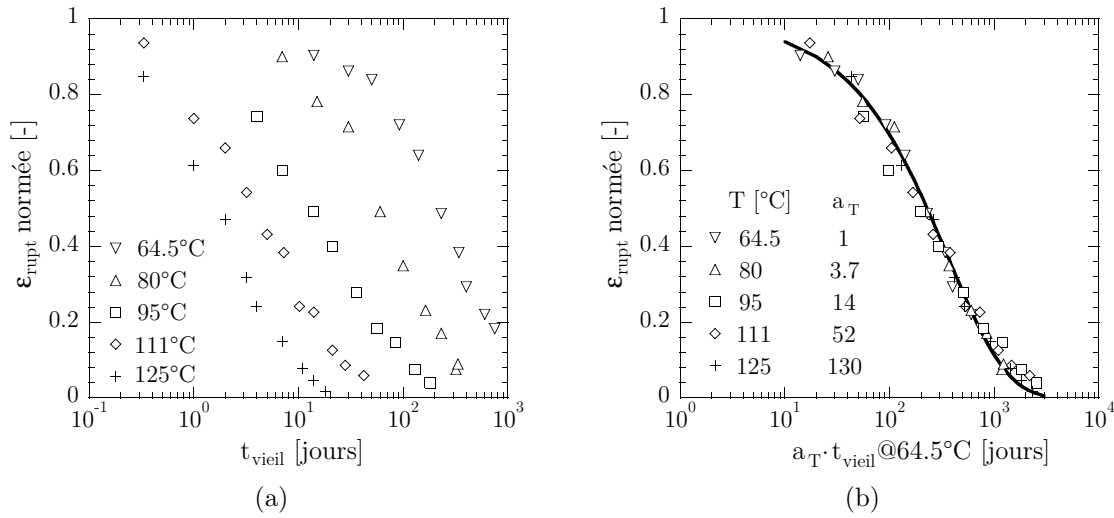 1
0.8
0.6
0.4
0.2
0
ε_rupt normée [-]
▽ 64.5°C
△ 80°C
□ 95°C
◇ 111°C
+ 125°C
10^-1 10^0 10^1 10^2 10^3
t_vieil [jours]
(a)
1
0.8
0.6
0.4
0.2
0
ε_rupt normée [-]
T [°C] a_T
▽ 64.5 1
△ 80 3.7
□ 95 14
◇ 111 52
+ 125 130
10^0 10^1 10^2 10^3 10^4
a_T·t_vieil@64.5°C [jours]
(b)